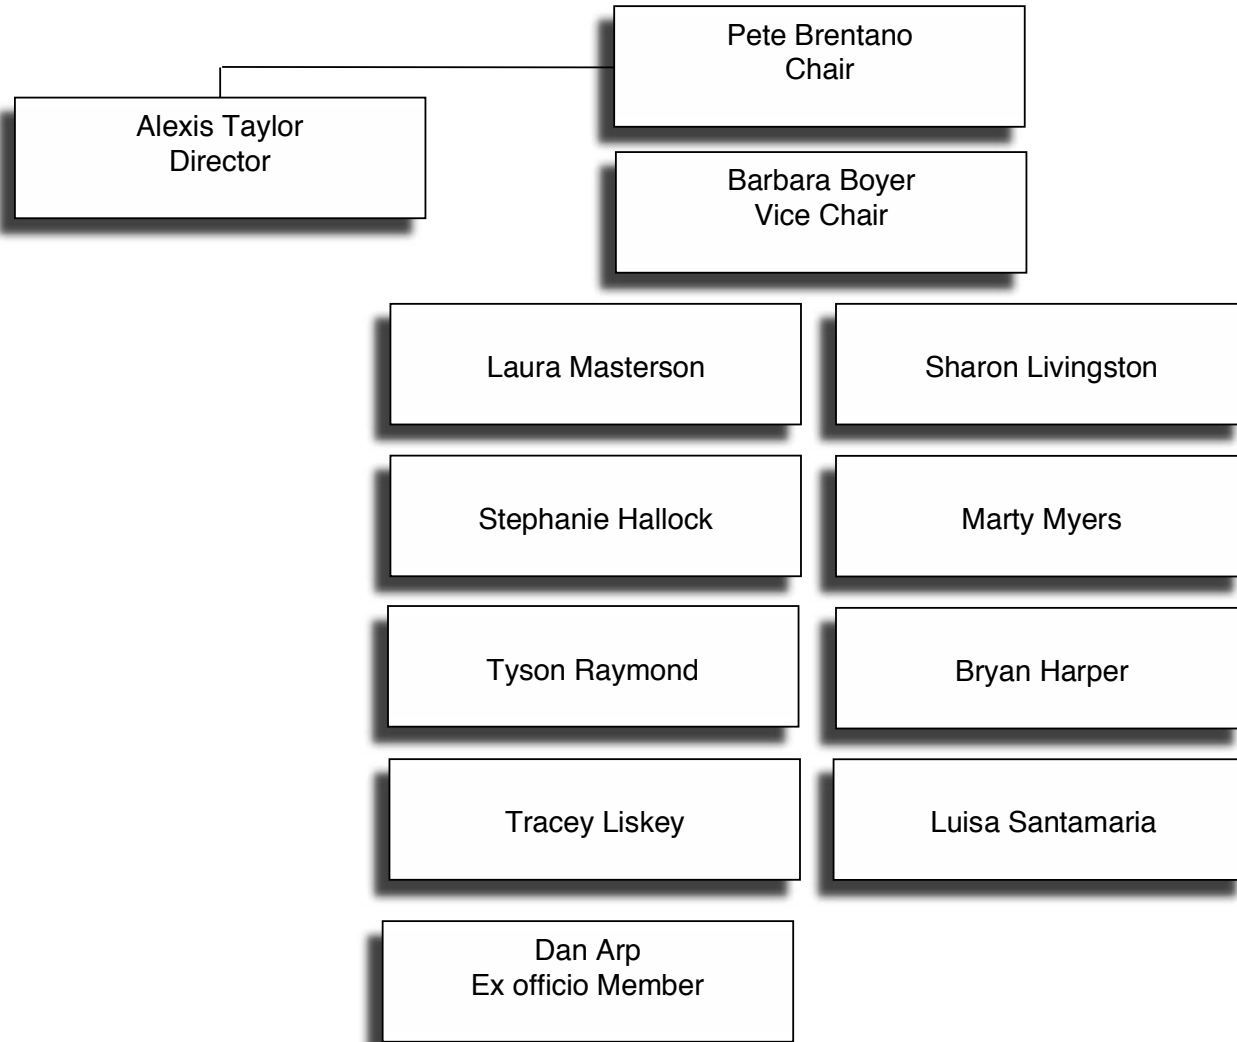 Pete Brentano
Chair
Alexis Taylor
Director
Barbara Boyer
Vice Chair
Laura Masterson
Sharon Livingston
Stephanie Hallock
Marty Myers
Tyson Raymond
Bryan Harper
Tracey Liskey
Luisa Santamaria
Dan Arp
Ex officio Member